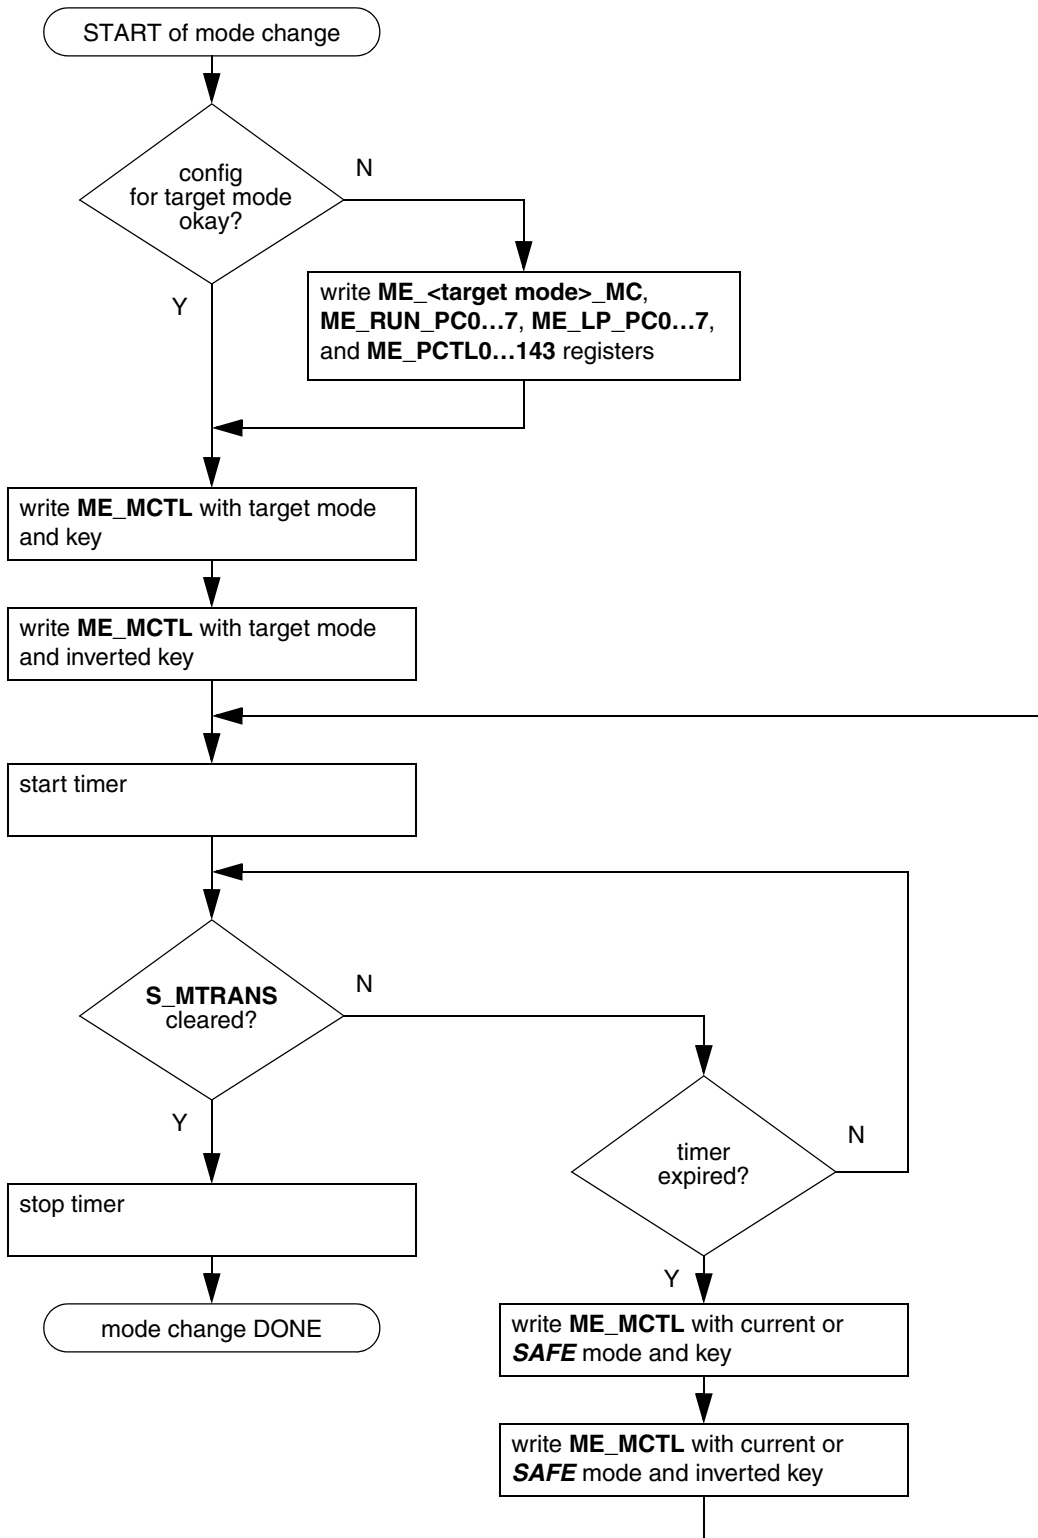 START of mode change
config
for target mode
okay?
N
Y
write ME_<target mode>_MC,
ME_RUN_PC0...7, ME_LP_PC0...7,
and ME_PCTL0...143 registers
write ME_MCTL with target mode
and key
write ME_MCTL with target mode
and inverted key
start timer
S_MTRANS
cleared?
N
Y
timer
expired?
N
Y
stop timer
mode change DONE
write ME_MCTL with current or
SAFE mode and key
write ME_MCTL with current or
SAFE mode and inverted key